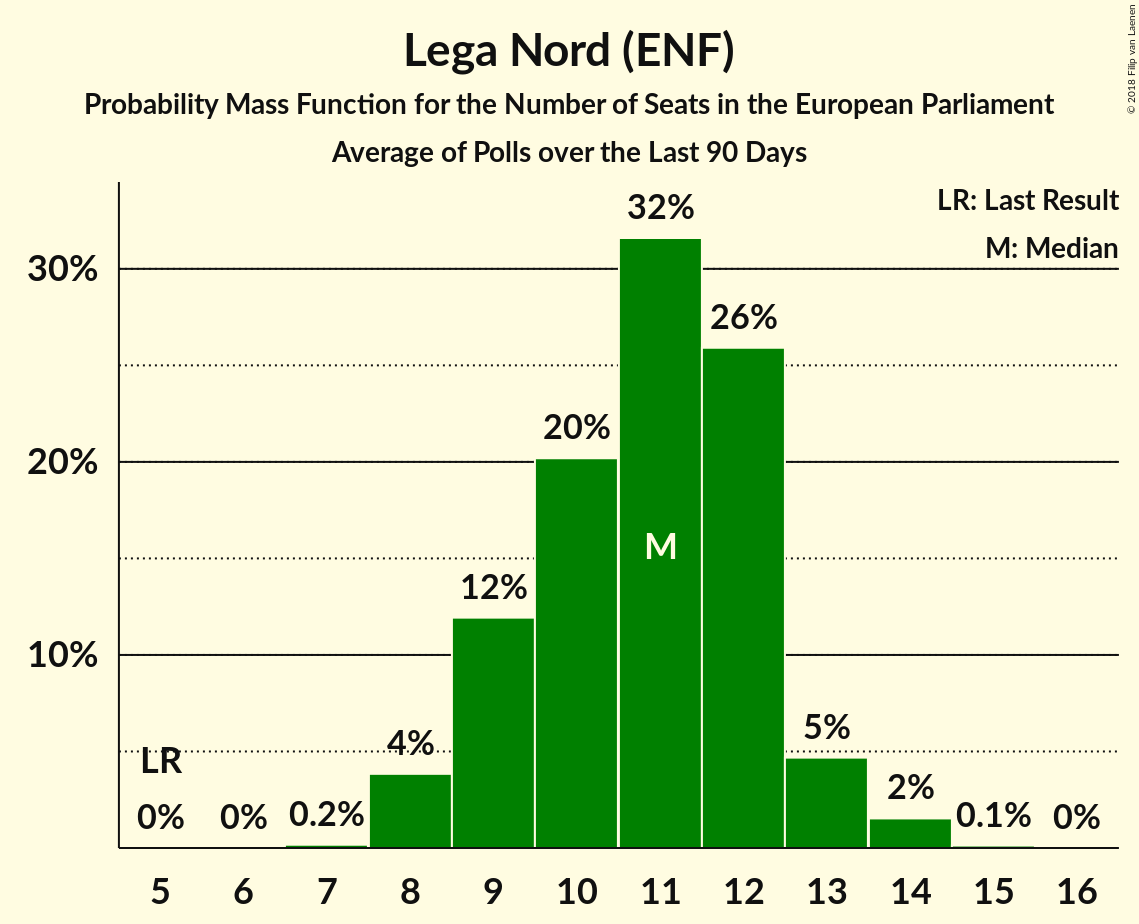 Lega Nord (ENF)
Probability Mass Function for the Number of Seats in the European Parliament
Average of Polls over the Last 90 Days
© 2018 Filip van Laenen
LR: Last Result
M: Median
30%
20%
10%
LR
0%
0%
0.2%
4%
12%
20%
32%
M
26%
5%
2%
0.1%
0%
5 6 7 8 9 10 11 12 13 14 15 16